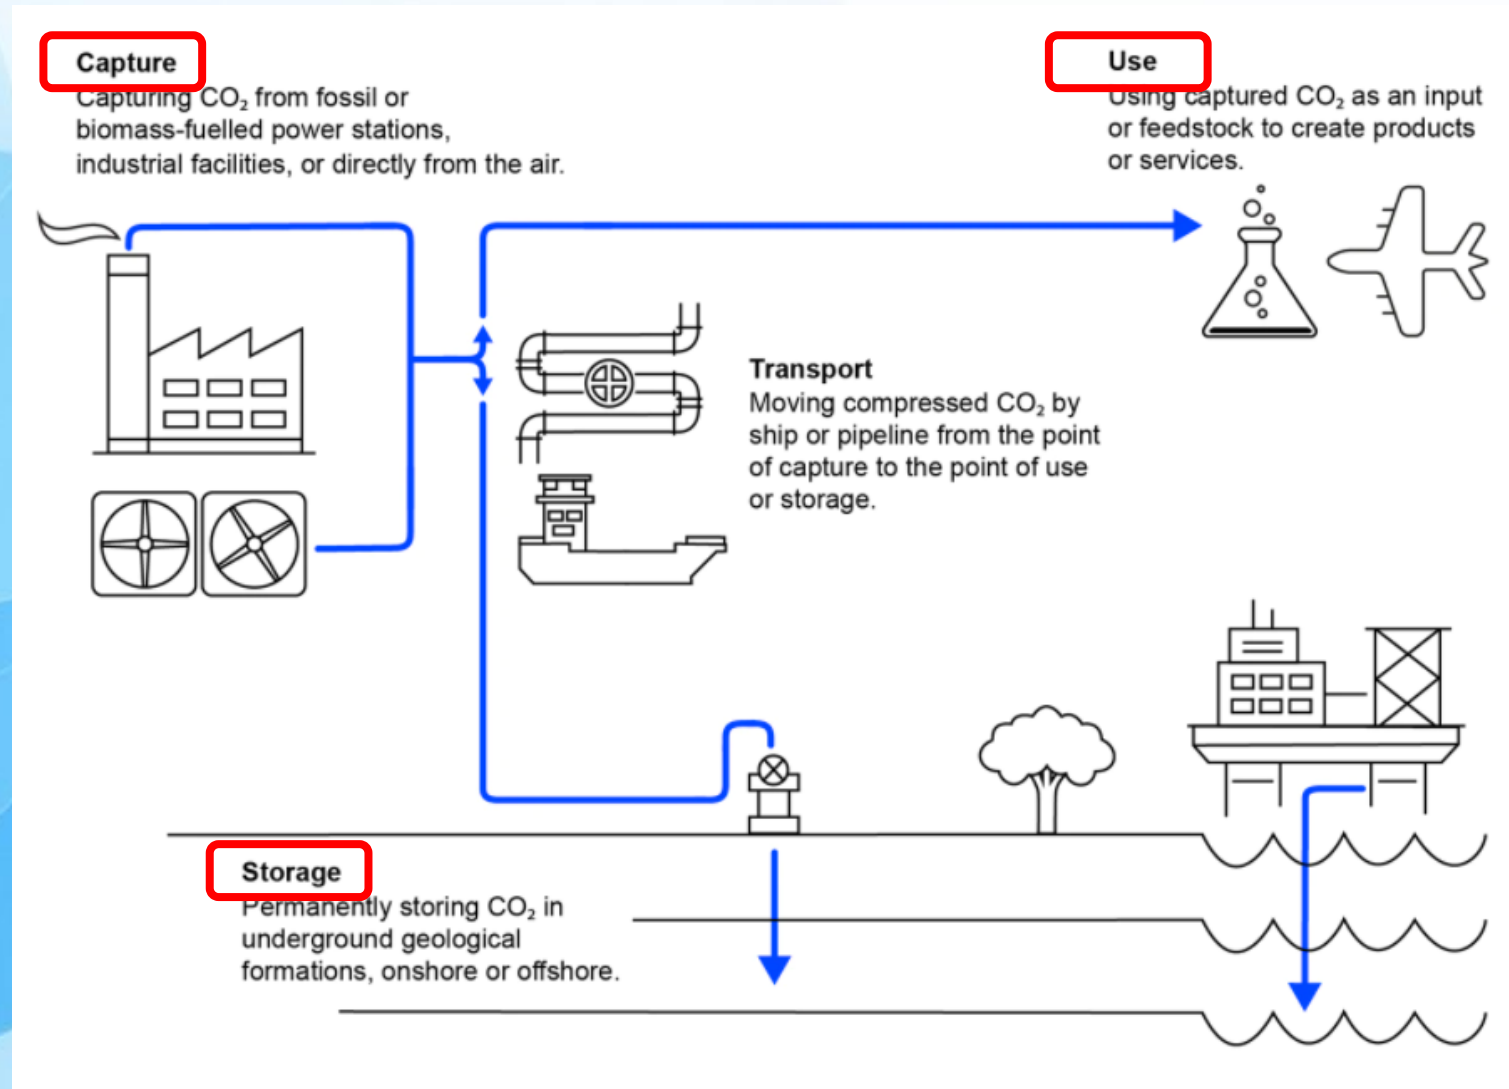 Capture
Capturing CO₂ from fossil or
biomass-fuelled power stations,
industrial facilities, or directly from the air.
Use
Using captured CO₂ as an input
or feedstock to create products
or services.
Transport
Moving compressed CO₂ by
ship or pipeline from the point
of capture to the point of use
or storage.
Storage
Permanently storing CO₂ in
underground geological
formations, onshore or offshore.